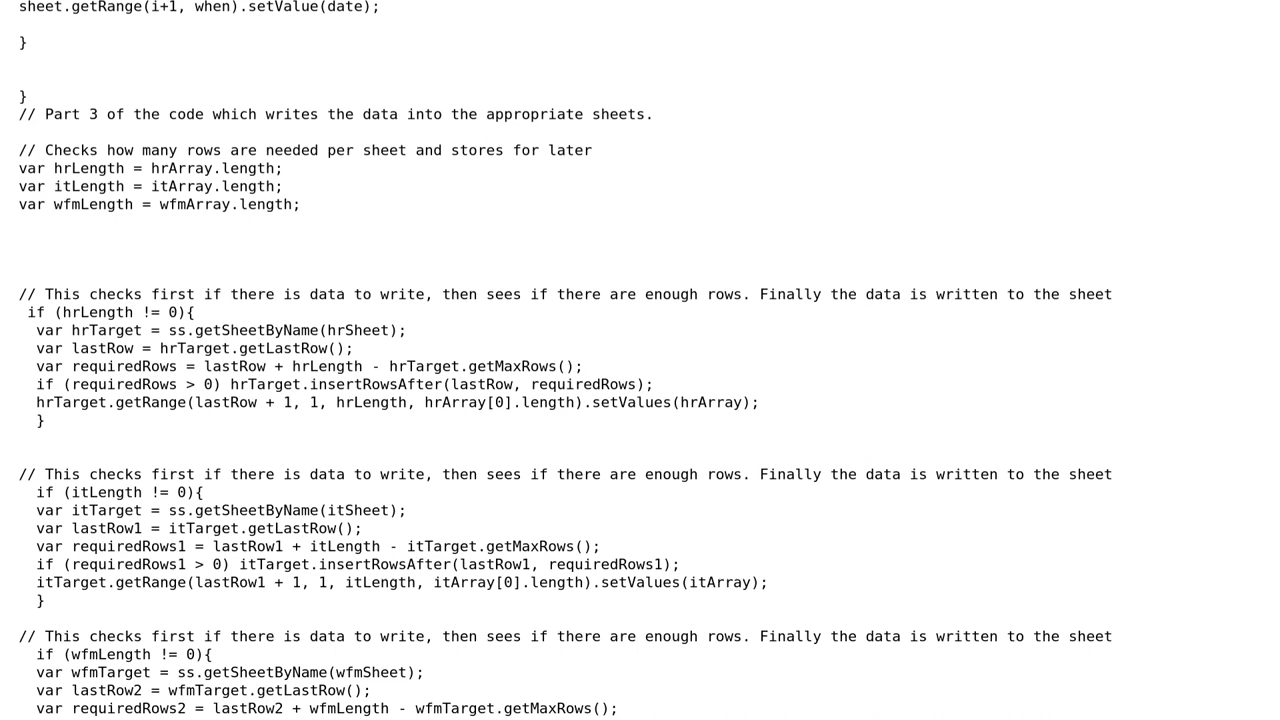 sheet.getRange(i+1, when).setValue(date);
}
}
// Part 3 of the code which writes the data into the appropriate sheets.
// Checks how many rows are needed per sheet and stores for later
var hrLength = hrArray.length;
var itLength = itArray.length;
var wfmLength = wfmArray.length;
// This checks first if there is data to write, then sees if there are enough rows. Finally the data is written to the sheet
if (hrLength != 0){
var hrTarget = ss.getSheetByName(hrSheet);
var lastRow = hrTarget.getLastRow();
var requiredRows = lastRow + hrLength - hrTarget.getMaxRows();
if (requiredRows > 0) hrTarget.insertRowsAfter(lastRow, requiredRows);
hrTarget.getRange(lastRow + 1, 1, hrLength, hrArray[0].length).setValues(hrArray);
}
// This checks first if there is data to write, then sees if there are enough rows. Finally the data is written to the sheet
if (itLength != 0){
var itTarget = ss.getSheetByName(itSheet);
var lastRow1 = itTarget.getLastRow();
var requiredRows1 = lastRow1 + itLength - itTarget.getMaxRows();
if (requiredRows1 > 0) itTarget.insertRowsAfter(lastRow1, requiredRows1);
itTarget.getRange(lastRow1 + 1, 1, itLength, itArray[0].length).setValues(itArray);
}
// This checks first if there is data to write, then sees if there are enough rows. Finally the data is written to the sheet
if (wfmLength != 0){
var wfmTarget = ss.getSheetByName(wfmSheet);
var lastRow2 = wfmTarget.getLastRow();
var requiredRows2 = lastRow2 + wfmLength - wfmTarget.getMaxRows();